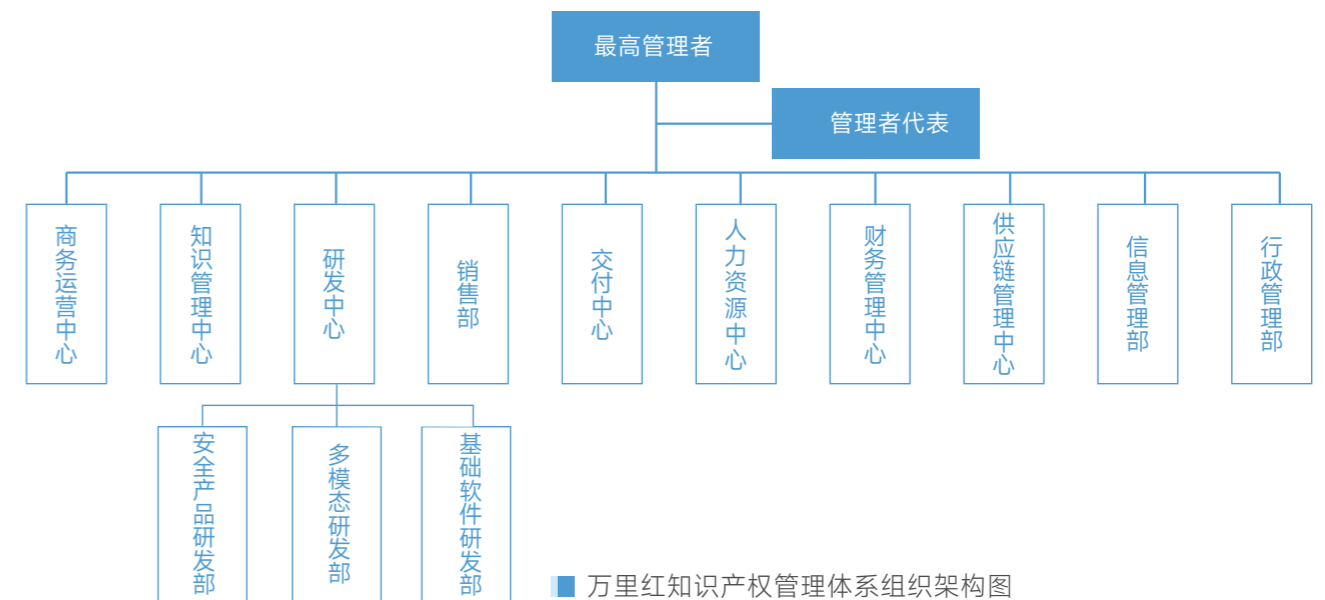 最高管理者
管理者代表
商务运营中心
知识管理中心
研发中心
销售部
交付中心
人力资源中心
财务管理中心
供应链管理中心
信息管理部
行政管理部
安全产品研发部
多模态研发部
基础软件研发部
万里红知识产权管理体系组织架构图